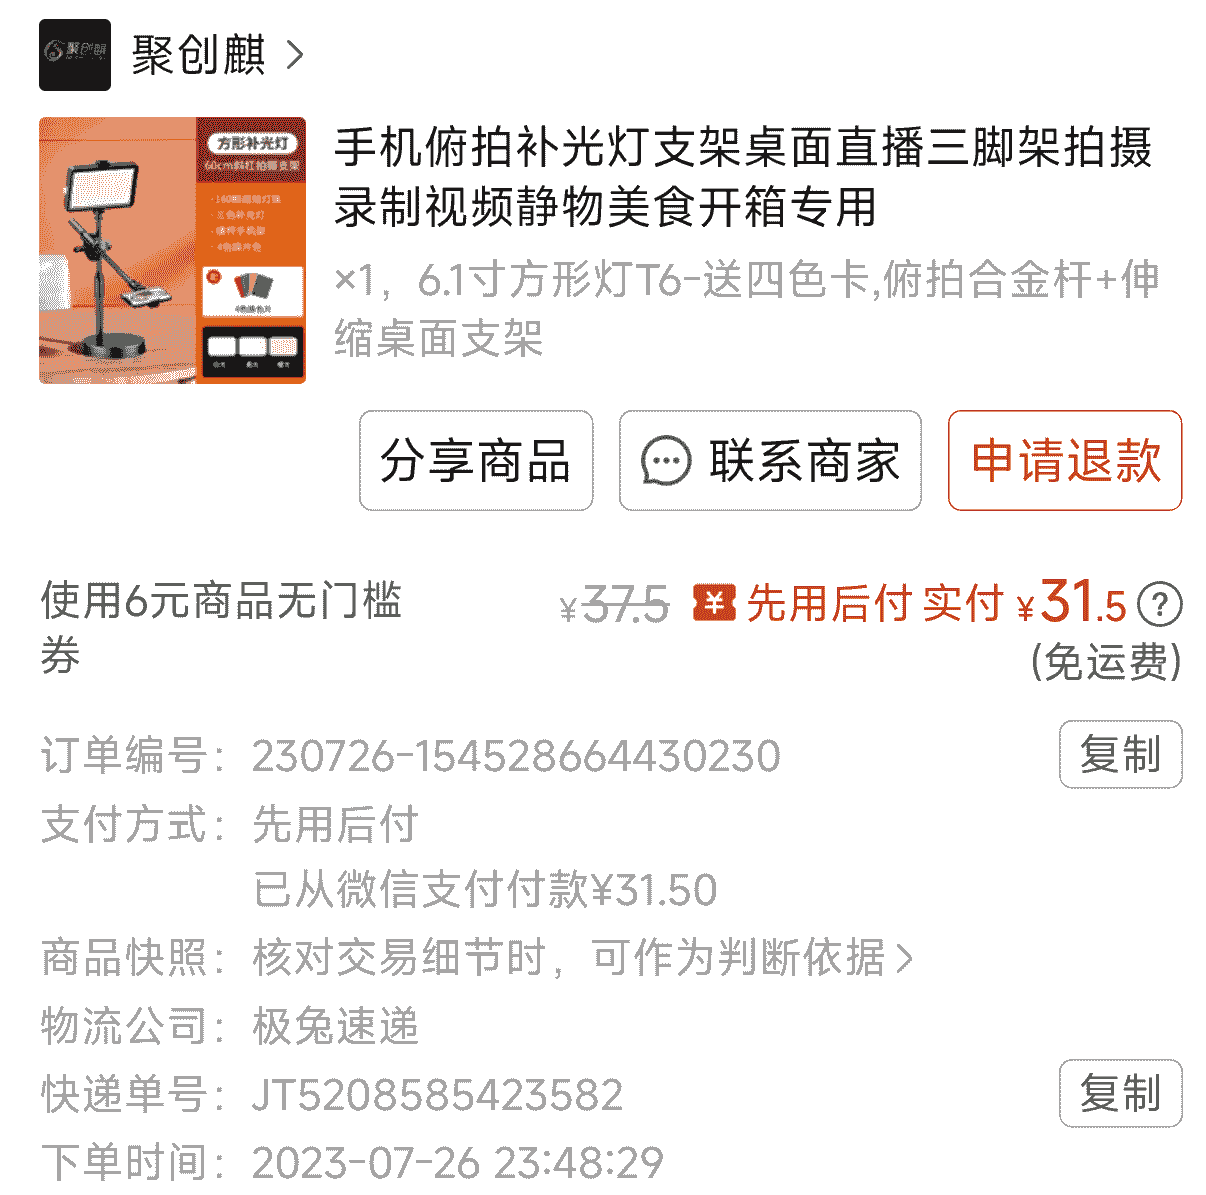 聚创麒
手机俯拍补光灯支架桌面直播三脚架拍摄
录制视频静物美食开箱专用
方形补光灯
×1，6.1寸方形灯T6-送四色卡,俯拍合金杆+伸
缩桌面支架
分享商品
联系商家
申请退款
使用6元商品无门槛
券
¥37.5 先用后付 实付 ¥31.5
(免运费)
订单编号： 230726-154528664430230 复制
支付方式： 先用后付
已从微信支付付款¥31.50
商品快照： 核对交易细节时，可作为判断依据
物流公司： 极兔速递
快递单号： JT5208585423582 复制
下单时间： 2023-07-26 23:48:29